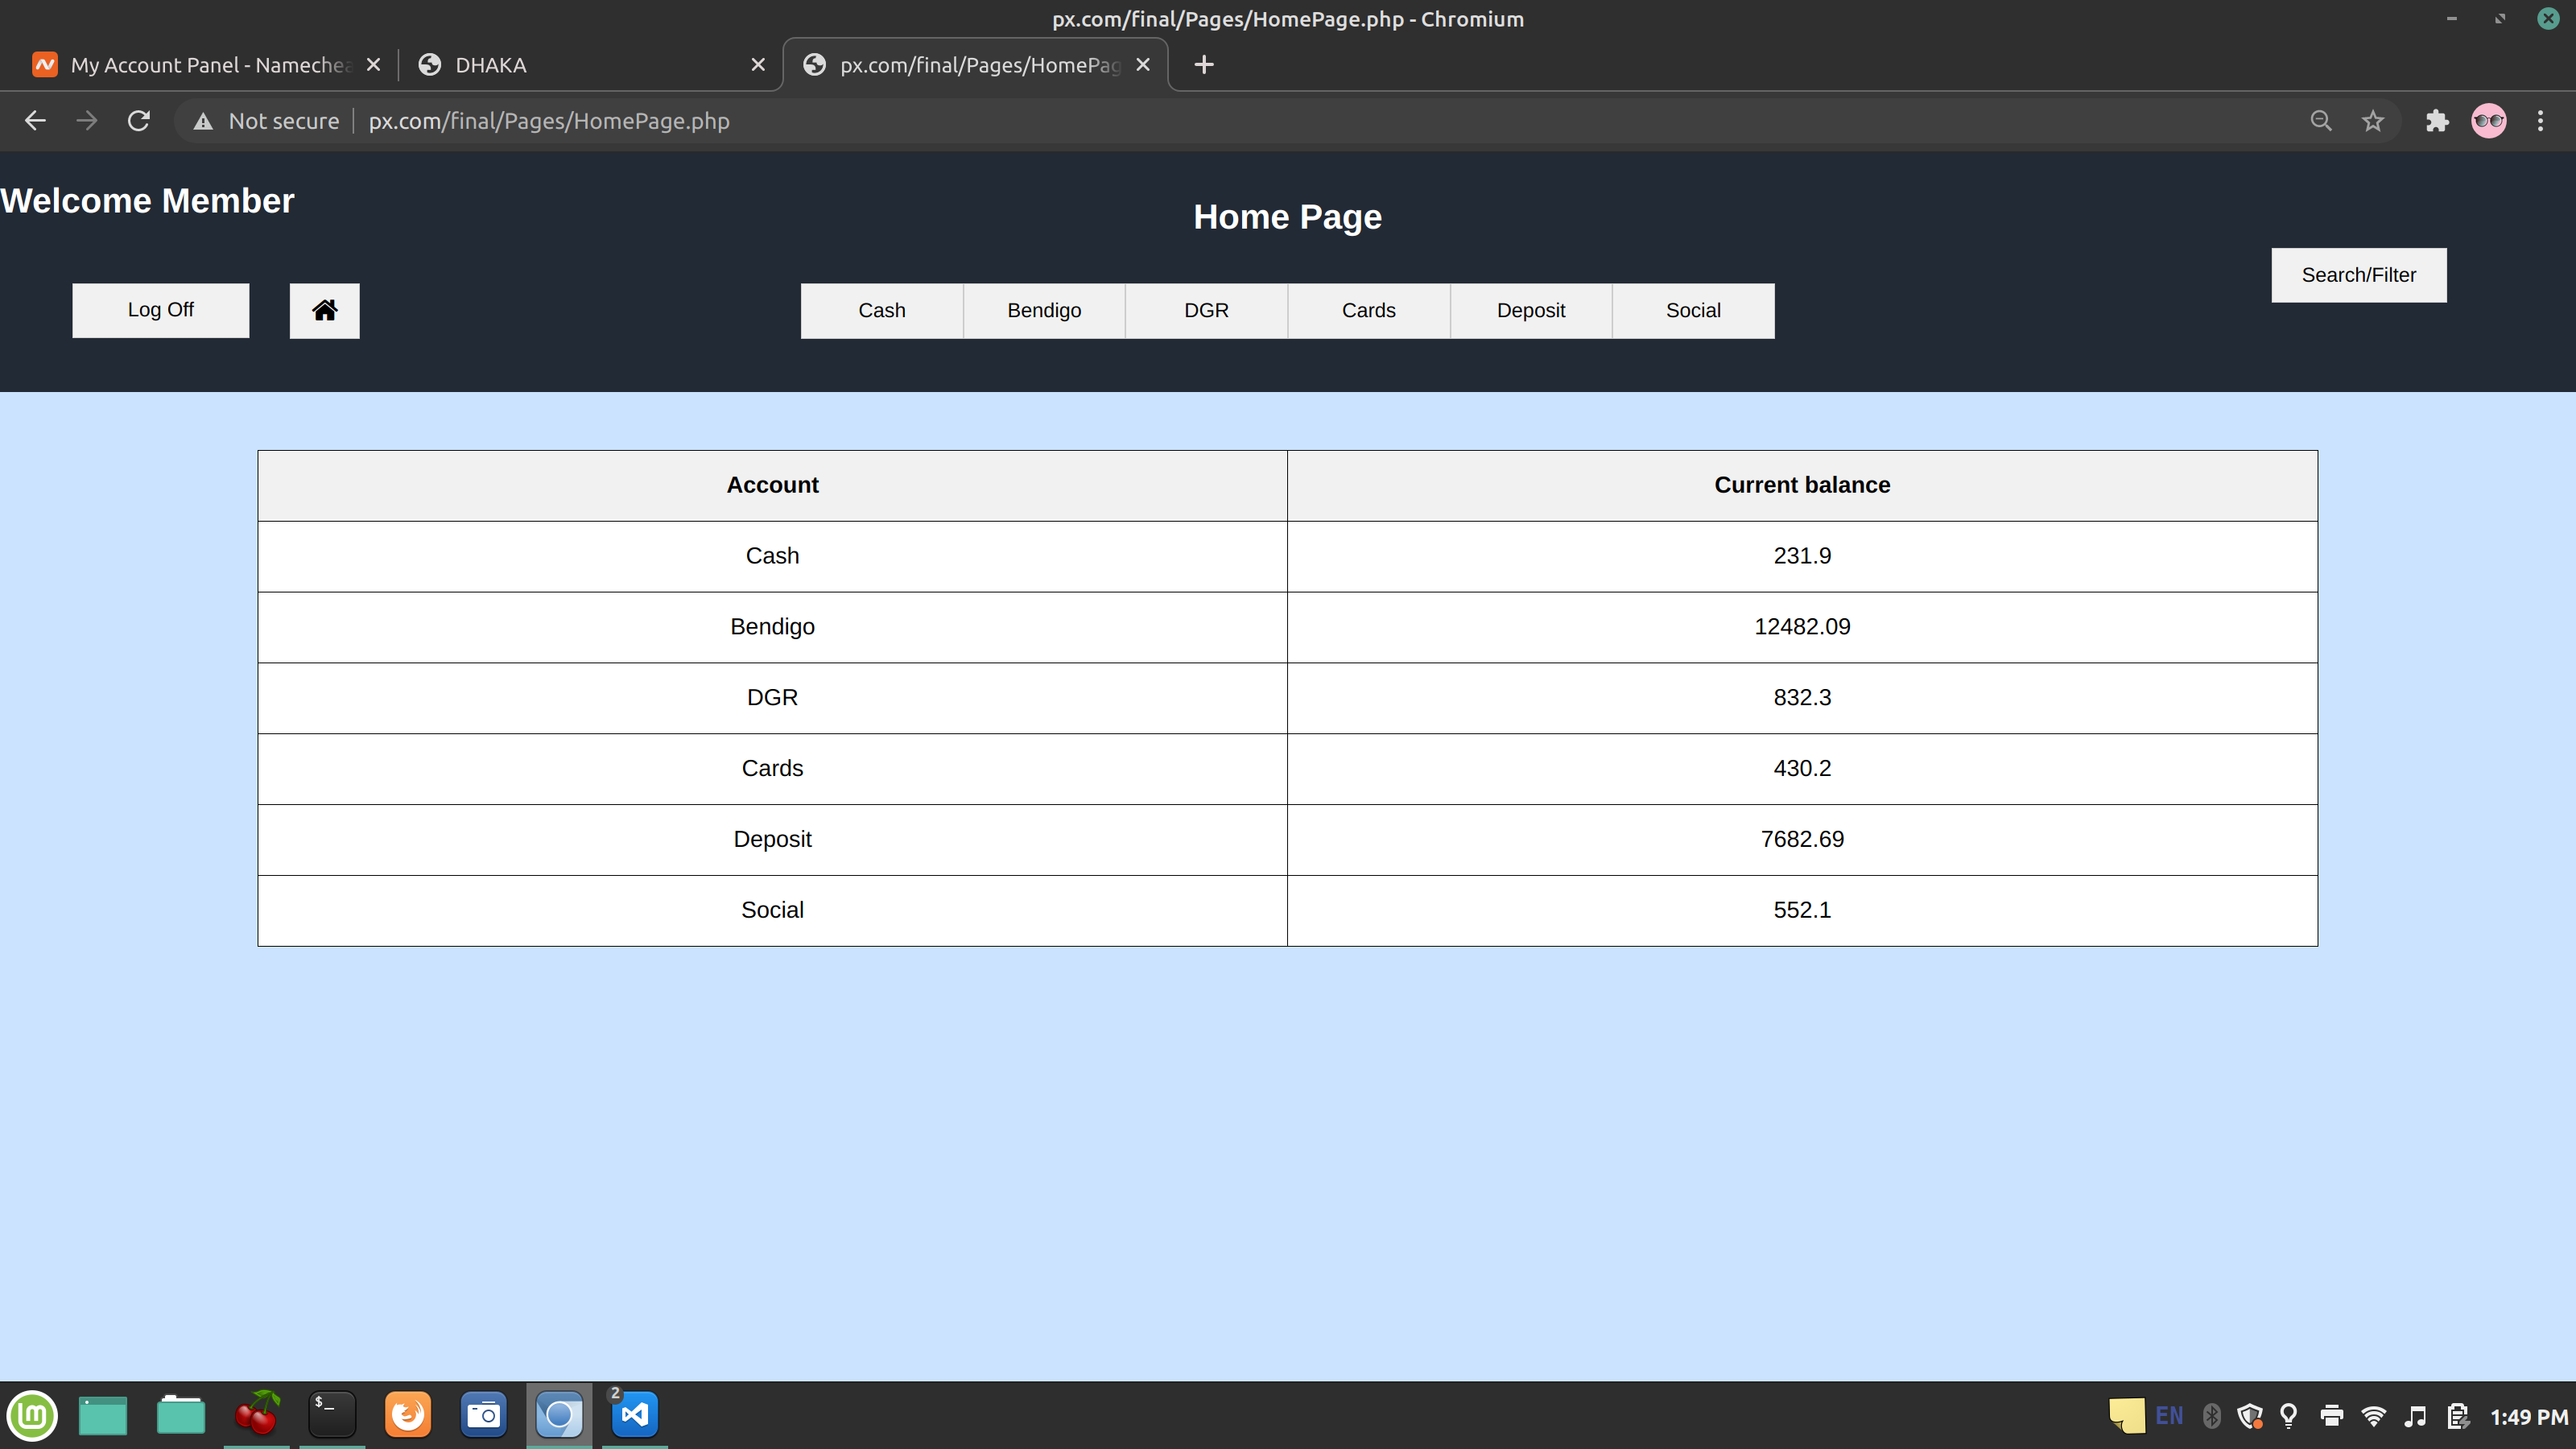 px.com/final/Pages/HomePage.php - Chromium
My Account Panel - Namechea
DHAKA
px.com/final/Pages/HomePag
Not secure
px.com/final/Pages/HomePage.php
Welcome Member
Home Page
Search/Filter
Log Off
Cash Bendigo DGR Cards Deposit Social
Account Current balance
Cash 231.9
Bendigo 12482.09
DGR 832.3
Cards 430.2
Deposit 7682.69
Social 552.1
$_
2
EN
1:49 PM